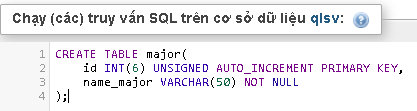 Chạy (các) truy vấn SQL trên cơ sở dữ liệu qlsv:
1 CREATE TABLE major(
2 id INT(6) UNSIGNED AUTO_INCREMENT PRIMARY KEY,
3 name_major VARCHAR(50) NOT NULL
4 );